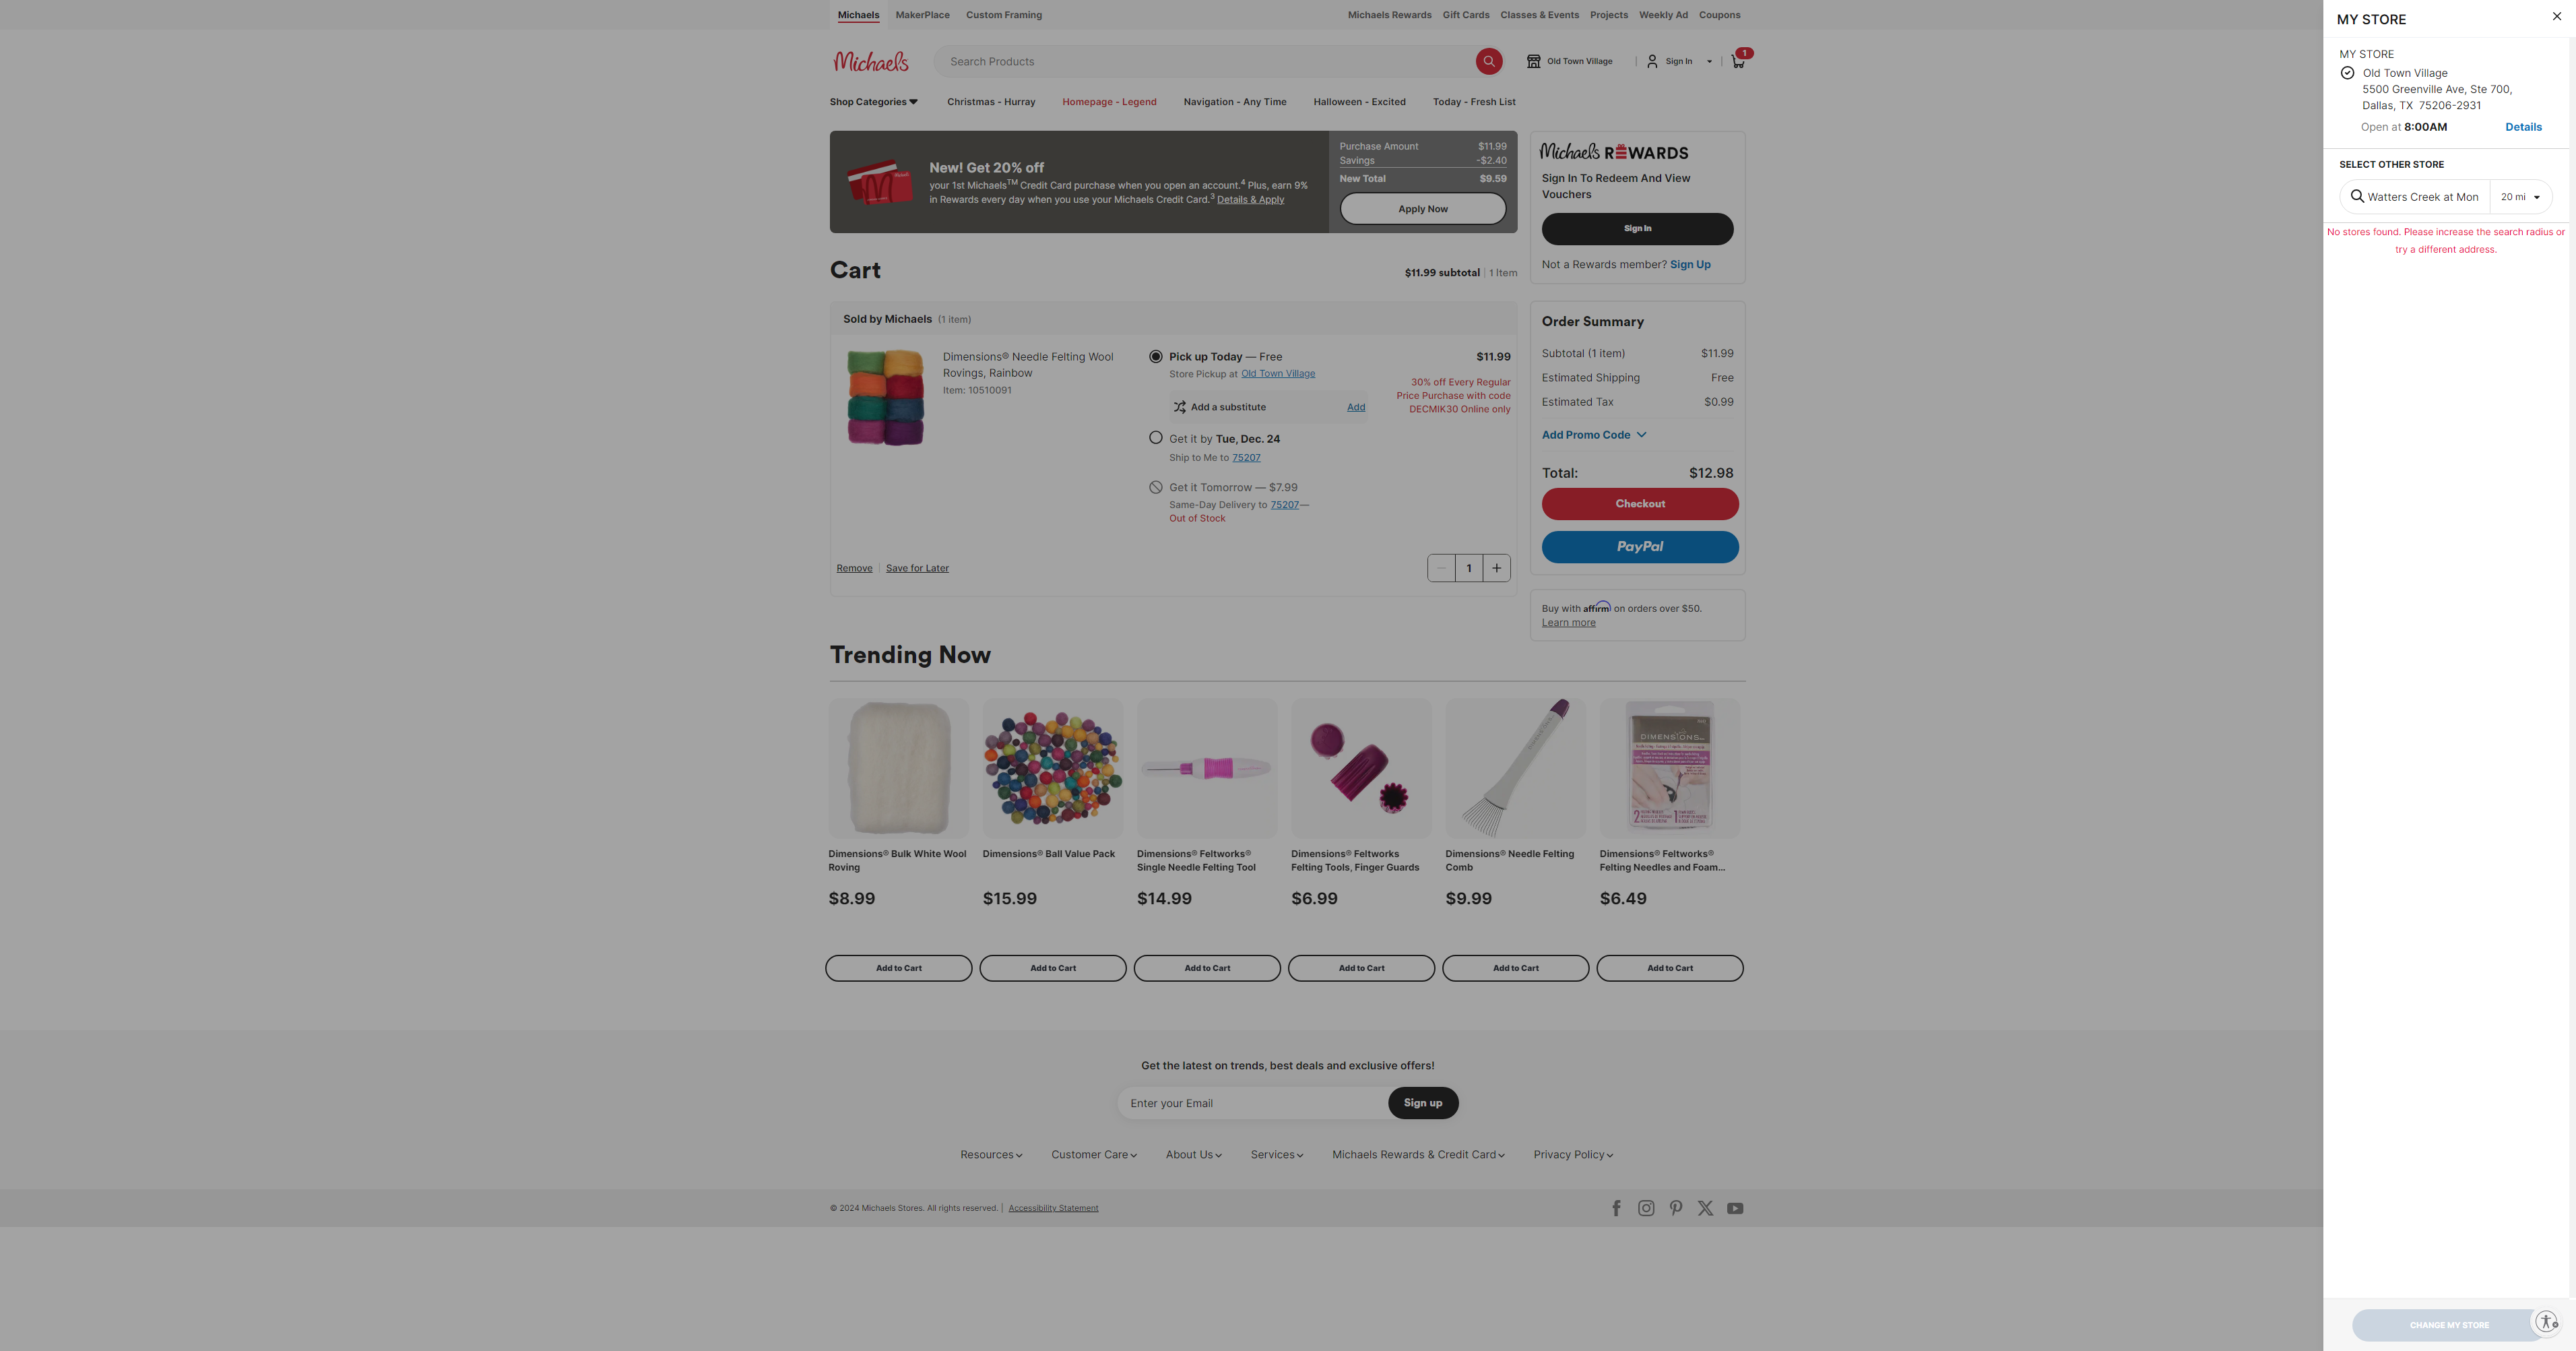 Michaels
MakerPlace
Custom Framing
Michaels Rewards
Gift Cards
Classes & Events
Projects
Weekly Ad
Coupons
Michaels
Search Products
Old Town Village
Sign In
1
Shop Categories
Christmas - Hurray
Homepage - Legend
Navigation - Any Time
Halloween - Excited
Today - Fresh List
New! Get 20% off
your 1st Michaels™ Credit Card purchase when you open an account.⁴ Plus, earn 9%
in Rewards every day when you use your Michaels Credit Card.³ Details & Apply
Purchase Amount $11.99
Savings -$2.40
New Total $9.59
Apply Now
Michaels REWARDS
Sign In To Redeem And View
Vouchers
Sign In
Not a Rewards member? Sign Up
Cart
$11.99 subtotal | 1 Item
Sold by Michaels (1 item)
Dimensions® Needle Felting Wool
Rovings, Rainbow
Item: 10510091
Pick up Today — Free
Store Pickup at Old Town Village
Add a substitute Add
Get it by Tue, Dec. 24
Ship to Me to 75207
Get it Tomorrow — $7.99
Same-Day Delivery to 75207—
Out of Stock
$11.99
30% off Every Regular
Price Purchase with code
DECMIK30 Online only
Remove | Save for Later
− 1 +
Order Summary
Subtotal (1 item) $11.99
Estimated Shipping Free
Estimated Tax $0.99
Add Promo Code
Total: $12.98
Checkout
PayPal
Buy with affirm on orders over $50.
Learn more
Trending Now
DIMENSIONS
Dimensions® Bulk White Wool
Roving
$8.99
Add to Cart
Dimensions® Ball Value Pack
$15.99
Add to Cart
Dimensions® Feltworks®
Single Needle Felting Tool
$14.99
Add to Cart
Dimensions® Feltworks
Felting Tools, Finger Guards
$6.99
Add to Cart
Dimensions® Needle Felting
Comb
$9.99
Add to Cart
Dimensions® Feltworks®
Felting Needles and Foam...
$6.49
Add to Cart
Get the latest on trends, best deals and exclusive offers!
Enter your Email
Sign up
Resources
Customer Care
About Us
Services
Michaels Rewards & Credit Card
Privacy Policy
© 2024 Michaels Stores. All rights reserved. | Accessibility Statement
MY STORE
MY STORE
Old Town Village
5500 Greenville Ave, Ste 700,
Dallas, TX 75206-2931
Open at 8:00AM Details
SELECT OTHER STORE
Watters Creek at Mon 20 mi
No stores found. Please increase the search radius or
try a different address.
CHANGE MY STORE